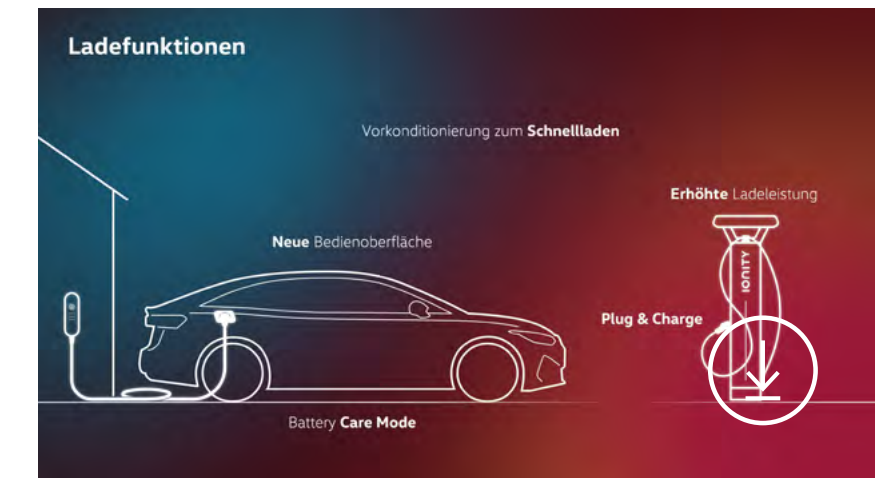 Ladefunktionen
Vorkonditionierung zum Schnellladen
Erhöhte Ladeleistung
Neue Bedienoberfläche
IONITY
Plug & Charge
Battery Care Mode